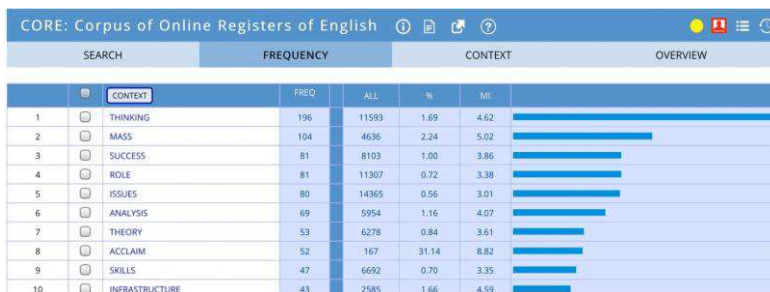 CORE: Corpus of Online Registers of English
SEARCH FREQUENCY CONTEXT OVERVIEW
CONTEXT FREQ ALL % MI
1 THINKING 196 11593 1.69 4.62
2 MASS 104 4636 2.24 5.02
3 SUCCESS 81 8103 1.00 3.86
4 ROLE 81 11307 0.72 3.38
5 ISSUES 80 14365 0.56 3.01
6 ANALYSIS 69 5954 1.16 4.07
7 THEORY 53 6278 0.84 3.61
8 ACCLAIM 52 167 31.14 8.82
9 SKILLS 47 6692 0.70 3.35
10 INFRASTRUCTURE 43 2585 1.66 4.59